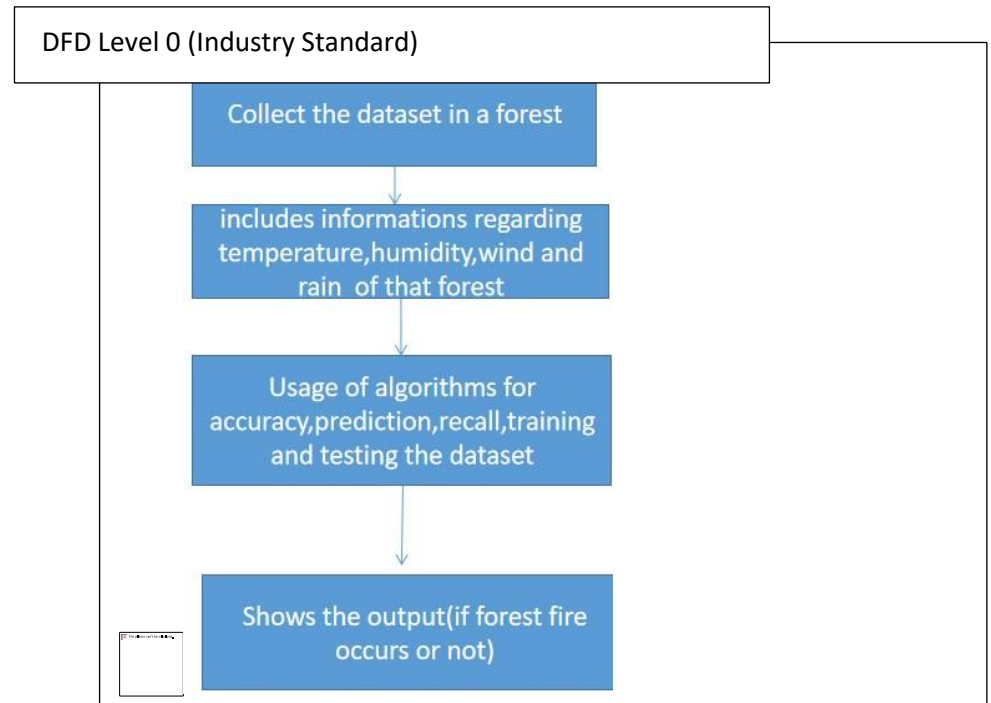 DFD Level 0 (Industry Standard)
Collect the dataset in a forest
includes informations regarding
temperature,humidity,wind and
rain of that forest
Usage of algorithms for
accuracy,prediction,recall,training
and testing the dataset
Shows the output(if forest fire
occurs or not)